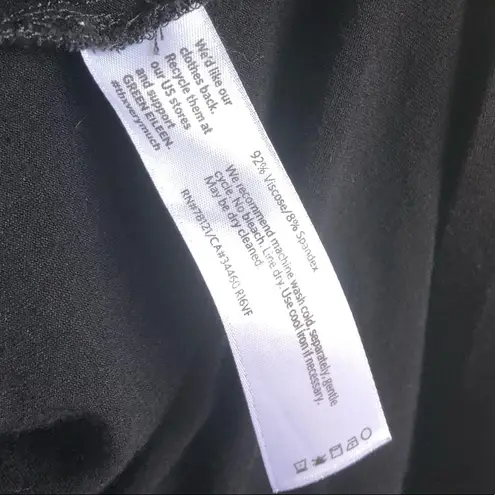 We'd like our
clothes back.
Recycle them at
our US stores
and support
GREEN EILEEN.
#thxverymuch
92% Viscose/8% Spandex
We recommend machine wash cold, separately, gentle
cycle. No bleach. Line dry. Use cool iron if necessary.
May be dry cleaned.
RN#78121/CA#34460 R16VF